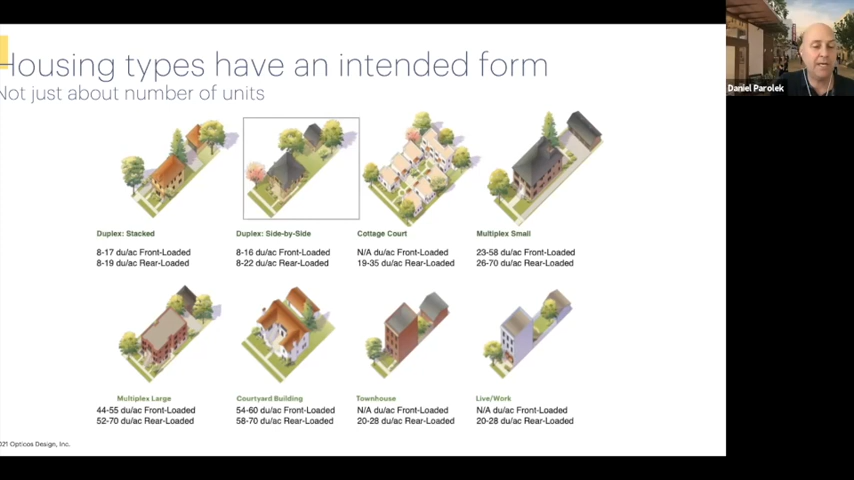 Housing types have an intended form
Not just about number of units
Daniel Parolek
Duplex: Stacked
8-17 du/ac Front-Loaded
8-19 du/ac Rear-Loaded
Duplex: Side-by-Side
8-16 du/ac Front-Loaded
8-22 du/ac Rear-Loaded
Cottage Court
N/A du/ac Front-Loaded
19-35 du/ac Rear-Loaded
Multiplex Small
23-58 du/ac Front-Loaded
26-70 du/ac Rear-Loaded
Multiplex Large
44-55 du/ac Front-Loaded
52-70 du/ac Rear-Loaded
Courtyard Building
54-60 du/ac Front-Loaded
58-70 du/ac Rear-Loaded
Townhouse
N/A du/ac Front-Loaded
20-28 du/ac Rear-Loaded
Live/Work
N/A du/ac Front-Loaded
20-28 du/ac Rear-Loaded
021 Opticos Design, Inc.